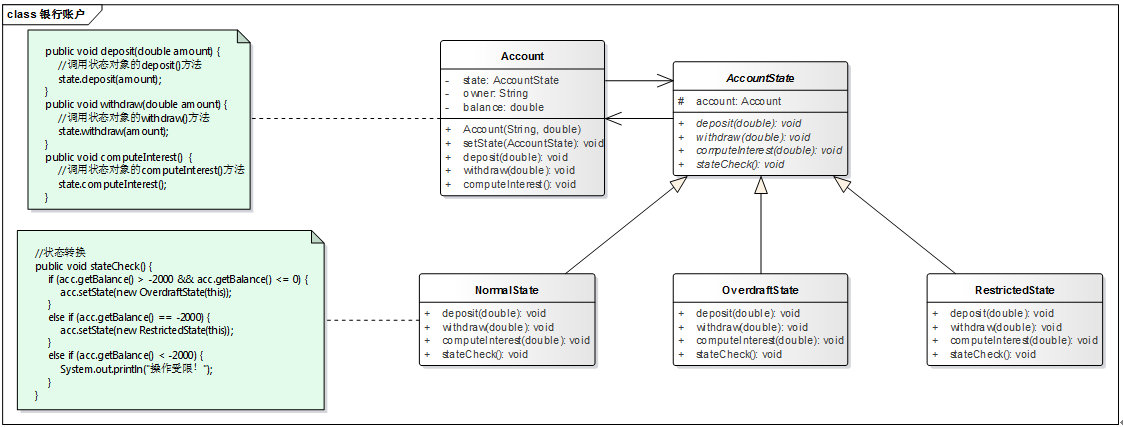 class 银行账户
public void deposit(double amount) {
//调用状态对象的deposit()方法
state.deposit(amount);
}
public void withdraw(double amount) {
//调用状态对象的withdraw()方法
state.withdraw(amount);
}
public void computeInterest() {
//调用状态对象的computeInterest()方法
state.computeInterest();
}
Account
- state: AccountState
- owner: String
- balance: double
+ Account(String, double)
+ setState(AccountState): void
+ deposit(double): void
+ withdraw(double): void
+ computeInterest(): void
AccountState
# account: Account
+ deposit(double): void
+ withdraw(double): void
+ computeInterest(double): void
+ stateCheck(): void
//状态转换
public void stateCheck() {
if (acc.getBalance() > -2000 && acc.getBalance() <= 0) {
acc.setState(new OverdraftState(this));
}
else if (acc.getBalance() == -2000) {
acc.setState(new RestrictedState(this));
}
else if (acc.getBalance() < -2000) {
System.out.println("操作受限！");
}
}
NormalState
+ deposit(double): void
+ withdraw(double): void
+ computeInterest(double): void
+ stateCheck(): void
OverdraftState
+ deposit(double): void
+ withdraw(double): void
+ computeInterest(double): void
+ stateCheck(): void
RestrictedState
+ deposit(double): void
+ withdraw(double): void
+ computeInterest(double): void
+ stateCheck(): void